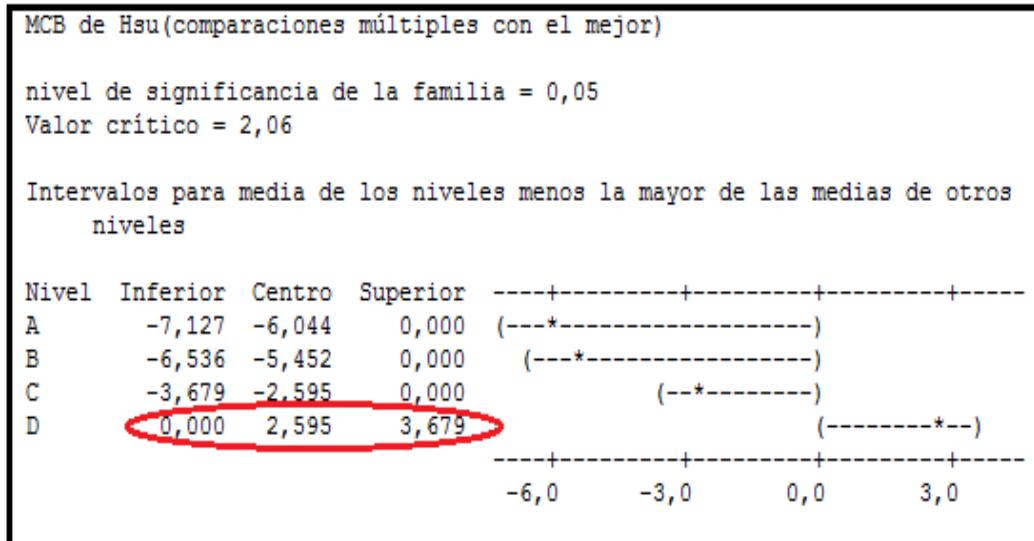 MCB de Hsu(comparaciones múltiples con el mejor)
nivel de significancia de la familia = 0,05
Valor crítico = 2,06
Intervalos para media de los niveles menos la mayor de las medias de otros
niveles
Nivel Inferior Centro Superior ----+---------+---------+---------+-----
A -7,127 -6,044 0,000 (---*-------------------)
B -6,536 -5,452 0,000 (---*-----------------)
C -3,679 -2,595 0,000 (--*--------)
D 0,000 2,595 3,679 (--------*--)
----+---------+---------+---------+-----
-6,0 -3,0 0,0 3,0